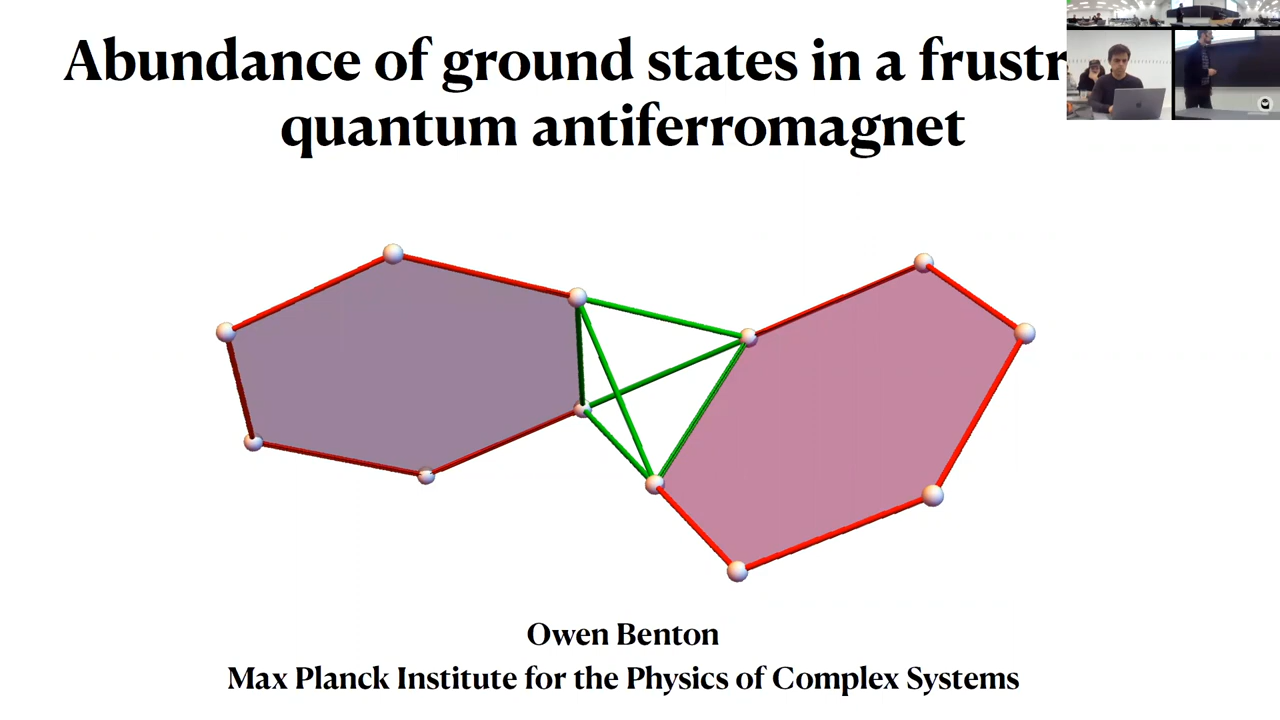 Abundance of ground states in a frustr
quantum antiferromagnet
Owen Benton
Max Planck Institute for the Physics of Complex Systems